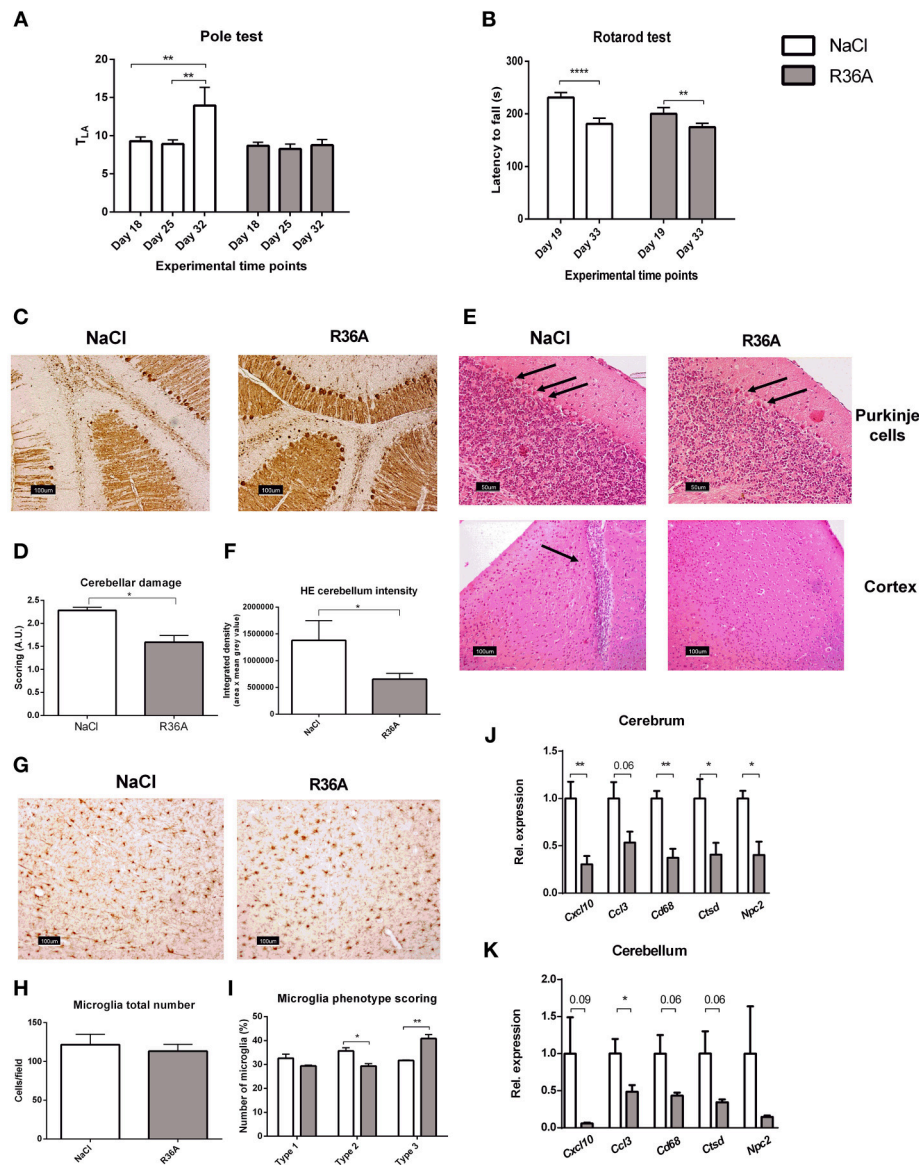 A
Pole test
**
**
20
15
10
5
0
T_LA
Day 18
Day 25
Day 32
Day 18
Day 25
Day 32
Experimental time points
B
Rotarod test
****
**
300
200
100
0
Latency to fall (s)
Day 19
Day 33
Day 19
Day 33
Experimental time points
NaCl
R36A
C
NaCl
R36A
100um
100um
D
Cerebellar damage
*
2.5
2.0
1.5
1.0
0.5
0.0
Scoring (A.U.)
NaCl
R36A
F
HE cerebellum intensity
*
2000000
1500000
1000000
500000
0
Integrated density
(area x mean grey value)
NaCl
R36A
E
NaCl
R36A
50um
50um
Purkinje
cells
100um
100um
Cortex
G
NaCl
R36A
100um
100um
H
Microglia total number
150
100
50
0
Cells/field
NaCl
R36A
I
Microglia phenotype scoring
*
**
50
40
30
20
10
0
Number of microglia (%)
Type 1
Type 2
Type 3
J
Cerebrum
**
0.06
**
*
*
1.5
1.0
0.5
0.0
Rel. expression
Cxcl10
Ccl3
Cd68
Ctsd
Npc2
K
Cerebellum
0.09
*
0.06
0.06
2.0
1.5
1.0
0.5
0.0
Rel. expression
Cxcl10
Ccl3
Cd68
Ctsd
Npc2